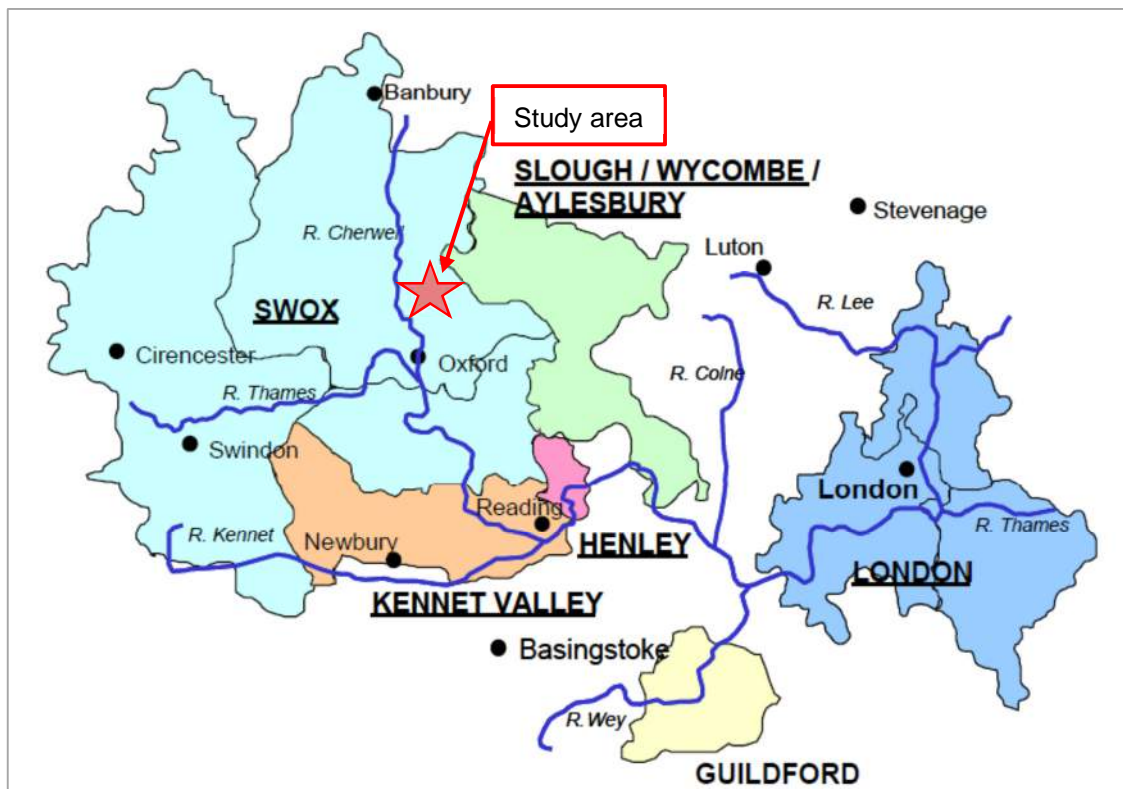 Banbury
Study area
SLOUGH / WYCOMBE /
AYLESBURY
Stevenage
R. Cherwell
Luton
R. Lee
SWOX
Cirencester
Oxford
R. Colne
R. Thames
Swindon
London
Reading
R. Thames
R. Kennet
Newbury
HENLEY
LONDON
KENNET VALLEY
Basingstoke
R. Wey
GUILDFORD